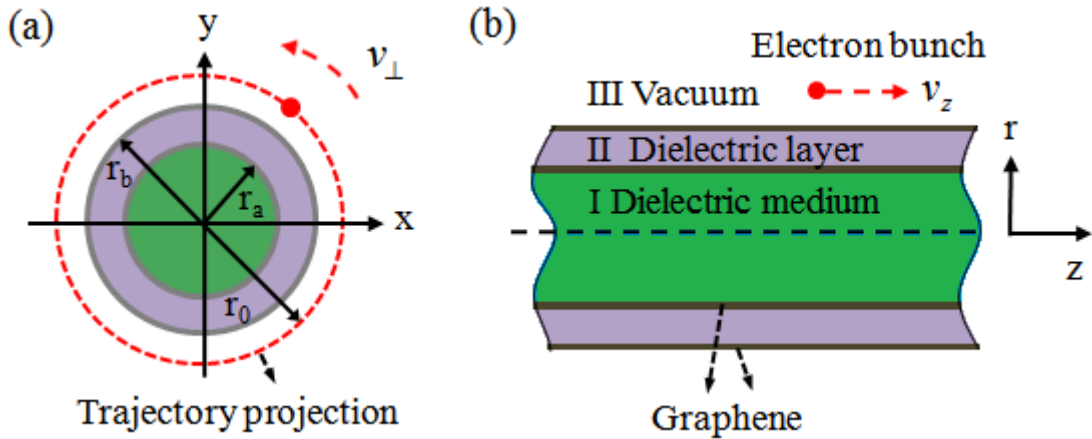 (a)
y
v⊥
r_b
r_a
x
r_0
Trajectory projection
(b)
Electron bunch
III Vacuum
v_z
II Dielectric layer
I Dielectric medium
r
z
Graphene